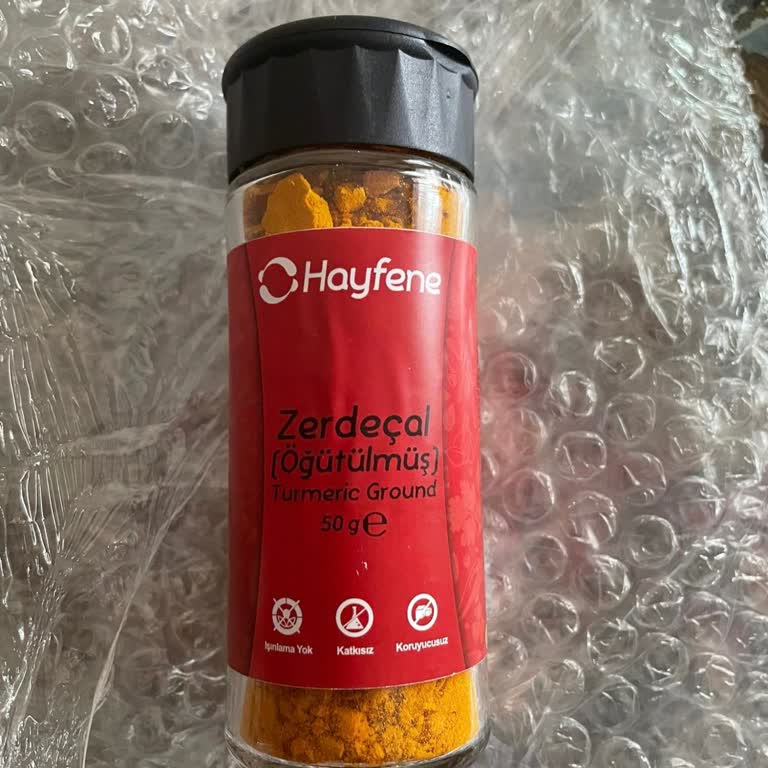 Hayfene
Zerdeçal
(Öğütülmüş)
Turmeric Ground
50 g ℮
Işınlama Yok
Katkısız
Koruyucusuz